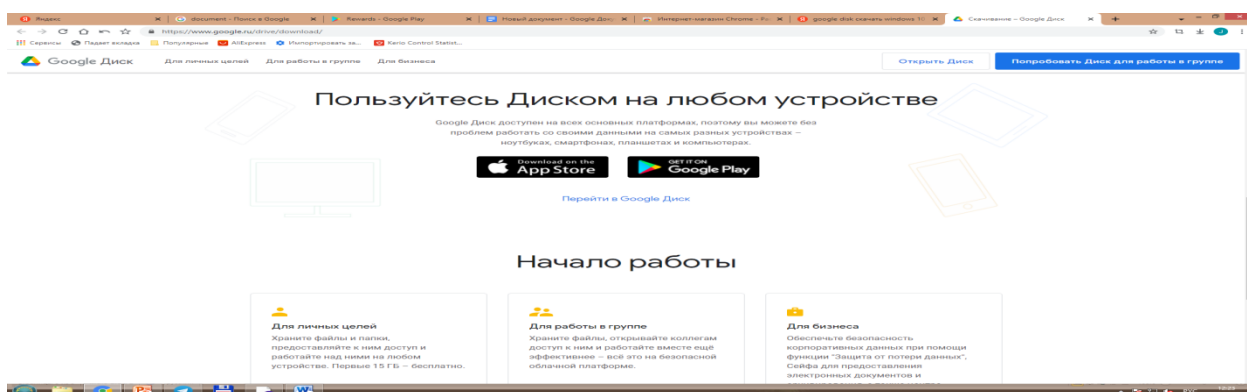 Яндекс
document - Поиск в Google
Rewards - Google Play
Новый документ - Google Док
Интернет-магазин Chrome - Ра
google disk скачать windows 10
Скачивание – Google Диск
https://www.google.ru/drive/download/
Сервисы
Падает вкладка
Популярные
AliExpress
Импортировать за...
Kerio Control Statist...
Google Диск
Для личных целей
Для работы в группе
Для бизнеса
Открыть Диск
Попробовать Диск для работы в группе
Пользуйтесь Диском на любом устройстве
Google Диск доступен на всех основных платформах, поэтому вы можете без
проблем работать со своими данными на самых разных устройствах –
ноутбуках, смартфонах, планшетах и компьютерах.
Download on the
App Store
GET IT ON
Google Play
Перейти в Google Диск
Начало работы
Для личных целей
Храните файлы и папки,
предоставляйте к ним доступ и
работайте над ними на любом
устройстве. Первые 15 ГБ – бесплатно.
Для работы в группе
Храните файлы, открывайте коллегам
доступ к ним и работайте вместе ещё
эффективнее – всё это на безопасной
облачной платформе.
Для бизнеса
Обеспечьте безопасность
корпоративных данных при помощи
функции "Защита от потери данных",
Сейфа для предоставления
электронных документов и